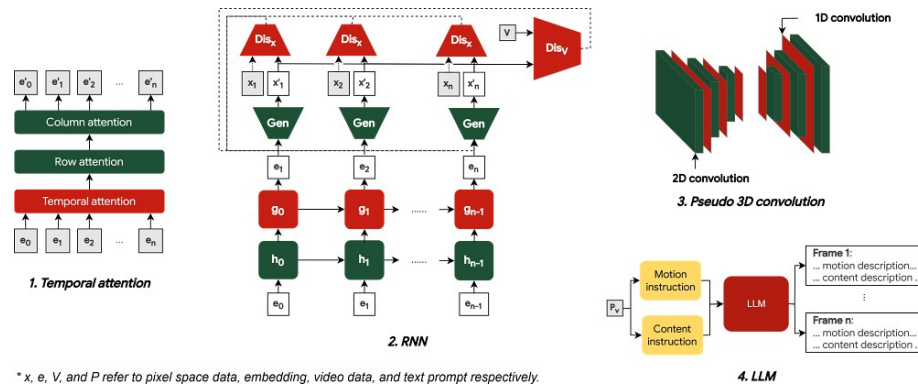 e'0 e'1 e'2 ... e'n
Column attention
Row attention
Temporal attention
e0 e1 e2 ... en
1. Temporal attention
Disx Disx Disx
V
DisV
x1 x'1 x2 x'2 xn x'n
Gen Gen Gen
e1 e2 en
g0 g1 ...... gn-1
h0 h1 ...... hn-1
e0 e1 en-1
2. RNN
1D convolution
2D convolution
3. Pseudo 3D convolution
Pv
Motion
instruction
Content
instruction
LLM
Frame 1:
... motion description...
... content description .
⋮
Frame n:
... motion description...
... content description .
4. LLM
* x, e, V, and P refer to pixel space data, embedding, video data, and text prompt respectively.